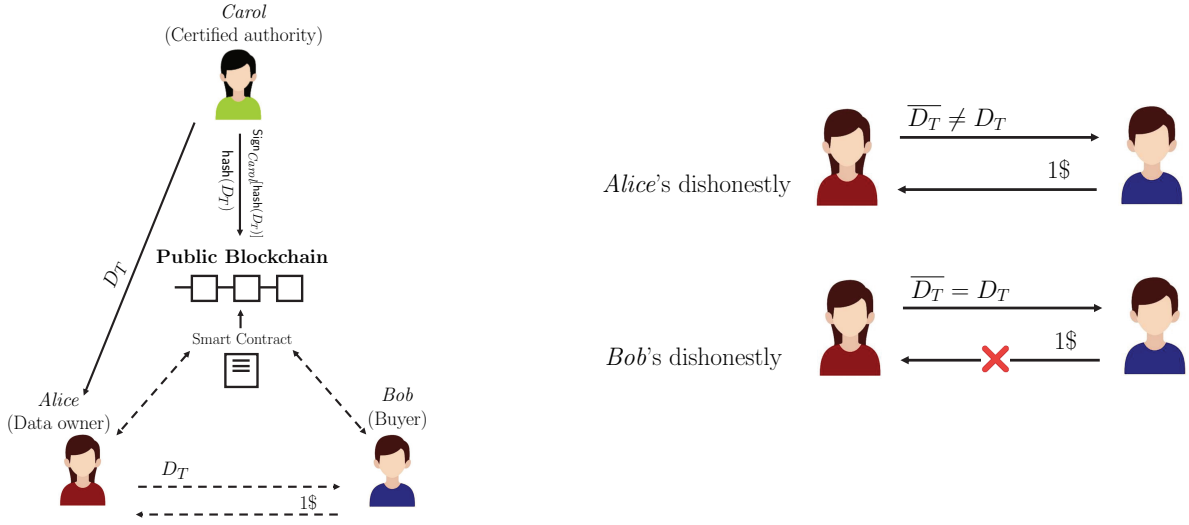 Carol
(Certified authority)
Sign_Carol[hash(D_T)]
hash(D_T)
D_T
Public Blockchain
Smart Contract
Alice
(Data owner)
Bob
(Buyer)
D_T
1$
Alice's dishonestly
\overline{D_T} ≠ D_T
1$
Bob's dishonestly
\overline{D_T} = D_T
1$